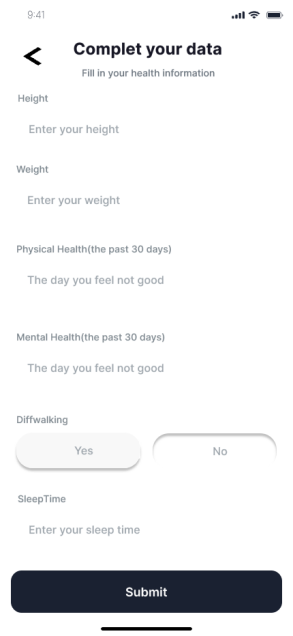 9:41
Complet your data
Fill in your health information
Height
Enter your height
Weight
Enter your weight
Physical Health(the past 30 days)
The day you feel not good
Mental Health(the past 30 days)
The day you feel not good
Diffwalking
Yes No
SleepTime
Enter your sleep time
Submit